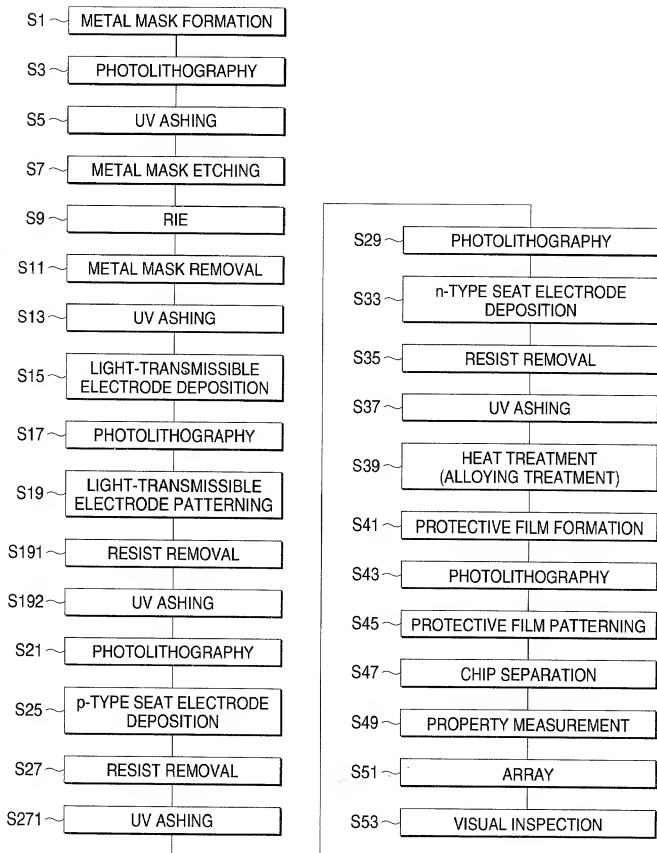 S1 METAL MASK FORMATION
S3 PHOTOLITHOGRAPHY
S5 UV ASHING
S7 METAL MASK ETCHING
S9 RIE
S11 METAL MASK REMOVAL
S13 UV ASHING
S15 LIGHT-TRANSMISSIBLE
ELECTRODE DEPOSITION
S17 PHOTOLITHOGRAPHY
S19 LIGHT-TRANSMISSIBLE
ELECTRODE PATTERNING
S191 RESIST REMOVAL
S192 UV ASHING
S21 PHOTOLITHOGRAPHY
S25 p-TYPE SEAT ELECTRODE
DEPOSITION
S27 RESIST REMOVAL
S271 UV ASHING
S29 PHOTOLITHOGRAPHY
S33 n-TYPE SEAT ELECTRODE
DEPOSITION
S35 RESIST REMOVAL
S37 UV ASHING
S39 HEAT TREATMENT
(ALLOYING TREATMENT)
S41 PROTECTIVE FILM FORMATION
S43 PHOTOLITHOGRAPHY
S45 PROTECTIVE FILM PATTERNING
S47 CHIP SEPARATION
S49 PROPERTY MEASUREMENT
S51 ARRAY
S53 VISUAL INSPECTION